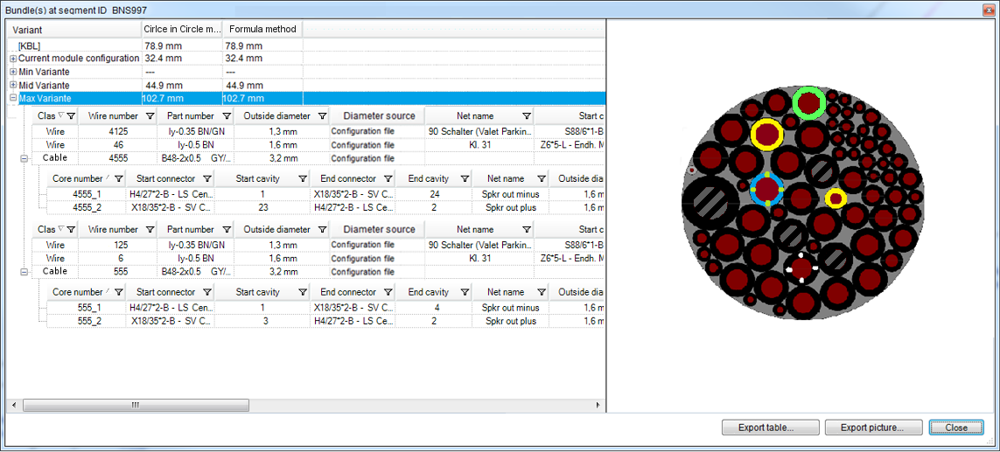 Bundle(s) at segment ID BNS997
Variant Cirlce in Circle m... Formula method
[KBL] 78.9 mm 78.9 mm
Current module configuration 32.4 mm 32.4 mm
Min Variante --- ---
Mid Variante 44.9 mm 44.9 mm
Max Variante 102.7 mm 102.7 mm
Clas Wire number Part number Outside diameter Diameter source Net name Start c
Wire 4125 ly-0.35 BN/GN 1,3 mm Configuration file 90 Schalter (Valet Parkin... S88/6*1-B
Wire 46 ly-0.5 BN 1,6 mm Configuration file Kl. 31 Z6*5-L - Endh. M
Cable 4555 B48-2x0.5 GY/... 3,2 mm Configuration file
Core number Start connector Start cavity End connector End cavity Net name Outside dia
4555_1 H4/27*2-B - LS Cen... 1 X18/35*2-B - SV C... 24 Spkr out minus 1,6 m
4555_2 X18/35*2-B - SV C... 23 H4/27*2-B - LS Ce... 2 Spkr out plus 1,6 m
Clas Wire number Part number Outside diameter Diameter source Net name Start c
Wire 125 ly-0.35 BN/GN 1,3 mm Configuration file 90 Schalter (Valet Parkin... S88/6*1-B
Wire 6 ly-0.5 BN 1,6 mm Configuration file Kl. 31 Z6*5-L - Endh. M
Cable 555 B48-2x0.5 GY/... 3,2 mm Configuration file
Core number Start connector Start cavity End connector End cavity Net name Outside dia
555_1 H4/27*2-B - LS Cen... 1 X18/35*2-B - SV C... 4 Spkr out minus 1,6 m
555_2 X18/35*2-B - SV C... 3 H4/27*2-B - LS Ce... 2 Spkr out plus 1,6 m
Export table... Export picture... Close